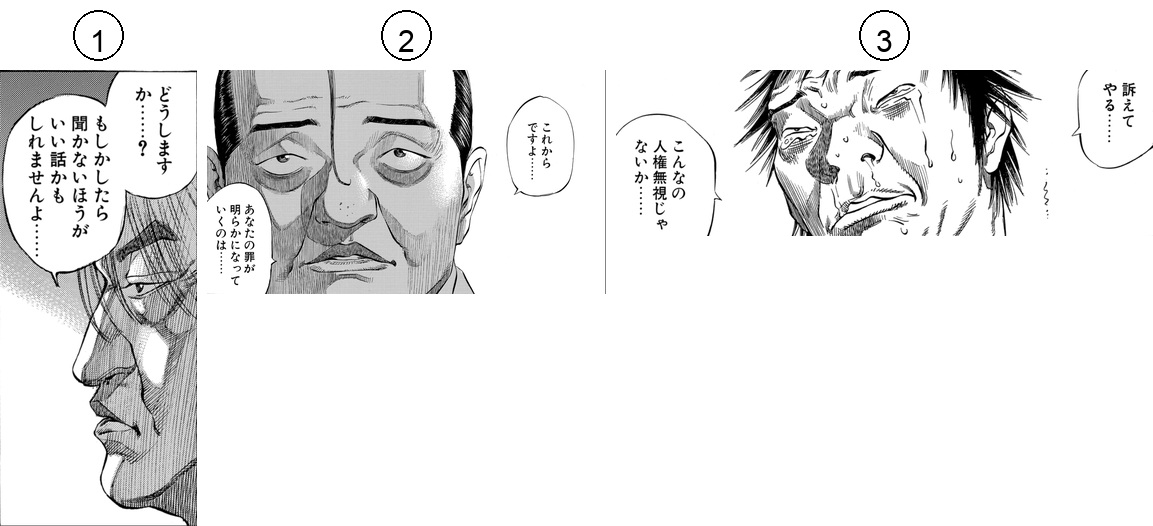 1
どうします
か……?
もしかしたら
聞かないほうが
いい話かも
しれませんよ……
2
これから
ですよ……
あなたの罪が
明らかになって
いくのは……
3
訴えて
やる……
こんなの
人権無視じゃ
ないか……